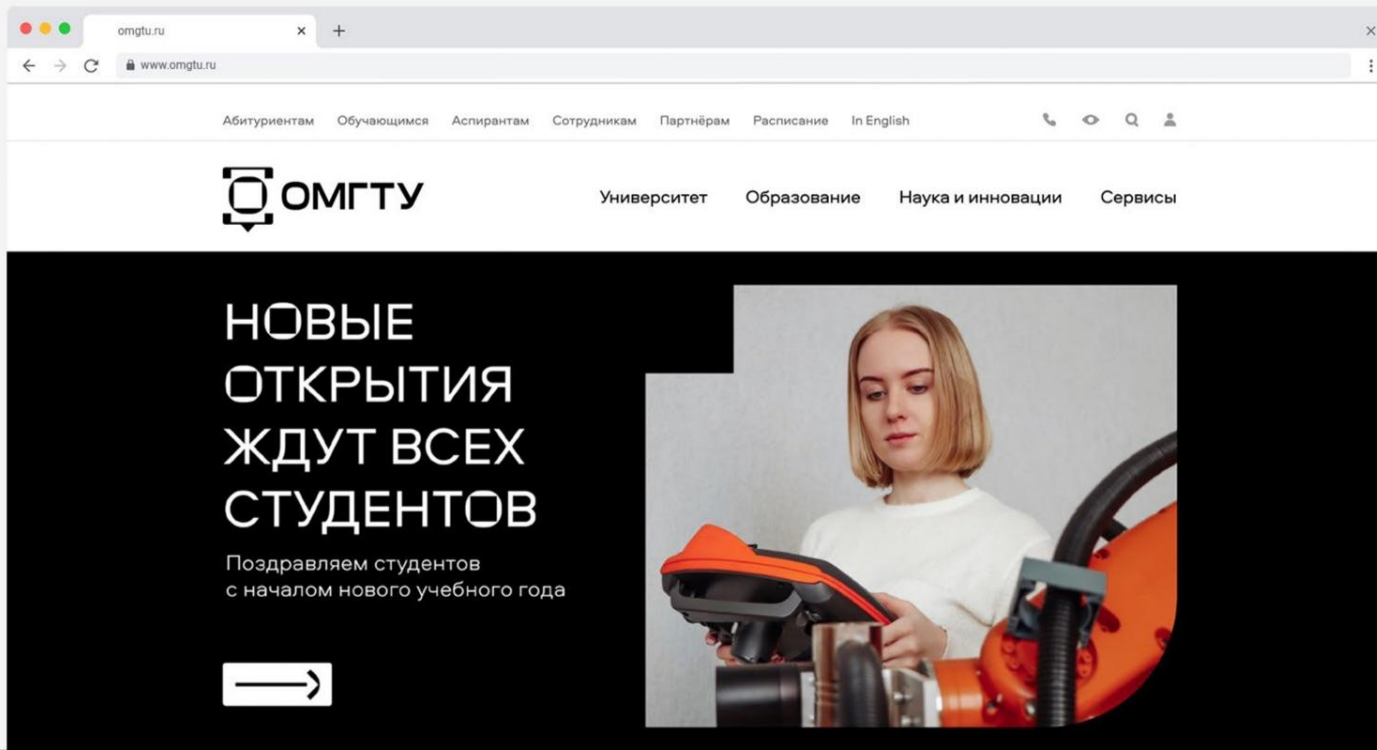 omgtu.ru
www.omgtu.ru
Абитуриентам Обучающимся Аспирантам Сотрудникам Партнёрам Расписание In English
ОМГТУ Университет Образование Наука и инновации Сервисы
НОВЫЕ
ОТКРЫТИЯ
ЖДУТ ВСЕХ
СТУДЕНТОВ
Поздравляем студентов
с началом нового учебного года